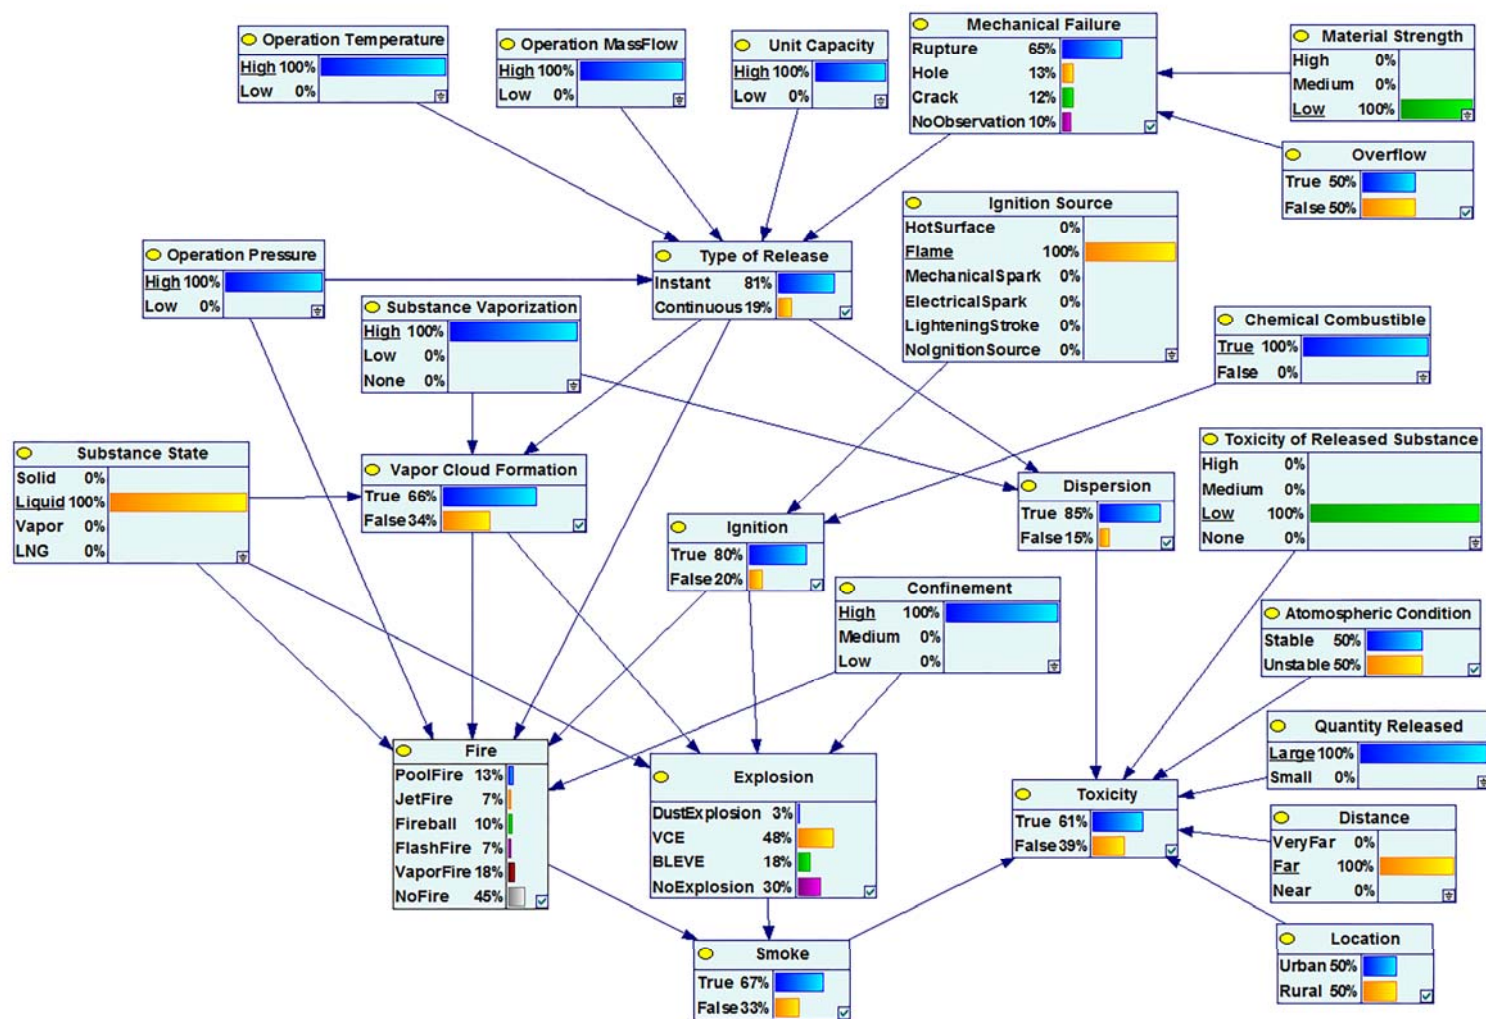 Operation Temperature
High 100%
Low 0%
Operation MassFlow
High 100%
Low 0%
Unit Capacity
High 100%
Low 0%
Mechanical Failure
Rupture 65%
Hole 13%
Crack 12%
NoObservation 10%
Material Strength
High 0%
Medium 0%
Low 100%
Overflow
True 50%
False 50%
Ignition Source
HotSurface 0%
Flame 100%
MechanicalSpark 0%
ElectricalSpark 0%
LighteningStroke 0%
NoIgnitionSource 0%
Operation Pressure
High 100%
Low 0%
Type of Release
Instant 81%
Continuous 19%
Substance Vaporization
High 100%
Low 0%
None 0%
Chemical Combustible
True 100%
False 0%
Substance State
Solid 0%
Liquid 100%
Vapor 0%
LNG 0%
Vapor Cloud Formation
True 66%
False 34%
Toxicity of Released Substance
High 0%
Medium 0%
Low 100%
None 0%
Dispersion
True 85%
False 15%
Ignition
True 80%
False 20%
Confinement
High 100%
Medium 0%
Low 0%
Atomospheric Condition
Stable 50%
Unstable 50%
Quantity Released
Large 100%
Small 0%
Fire
PoolFire 13%
JetFire 7%
Fireball 10%
FlashFire 7%
VaporFire 18%
NoFire 45%
Explosion
DustExplosion 3%
VCE 48%
BLEVE 18%
NoExplosion 30%
Toxicity
True 61%
False 39%
Distance
VeryFar 0%
Far 100%
Near 0%
Smoke
True 67%
False 33%
Location
Urban 50%
Rural 50%